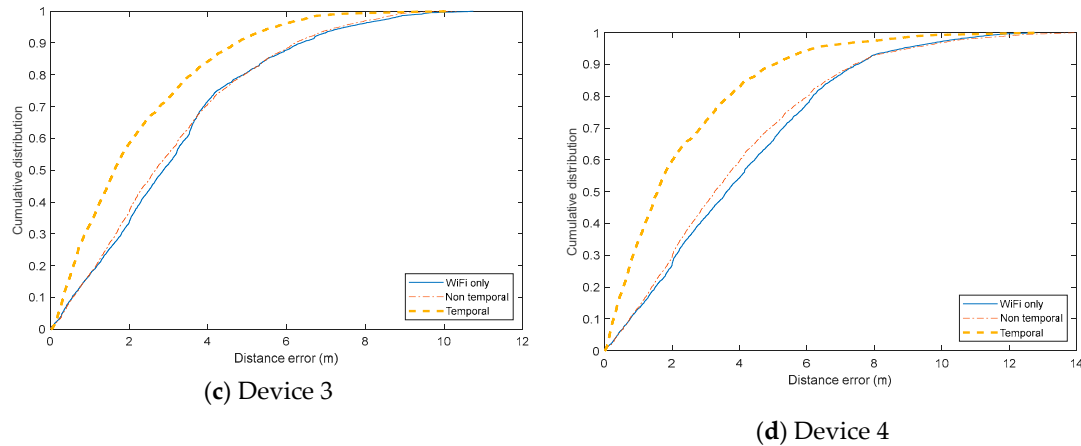 1
0.9
0.8
0.7
0.6
0.5
0.4
0.3
0.2
0.1
0
Cumulative distribution
WiFi only
Non temporal
Temporal
0 2 4 6 8 10 12
Distance error (m)
(c) Device 3
1
0.9
0.8
0.7
0.6
0.5
0.4
0.3
0.2
0.1
0
Cumulative distribution
WiFi only
Non temporal
Temporal
0 2 4 6 8 10 12 14
Distance error (m)
(d) Device 4